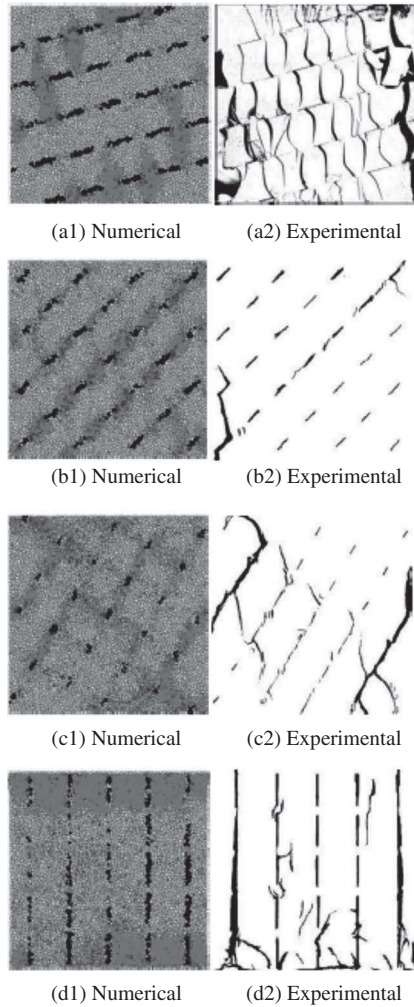 (a1) Numerical (a2) Experimental
(b1) Numerical (b2) Experimental
(c1) Numerical (c2) Experimental
(d1) Numerical (d2) Experimental